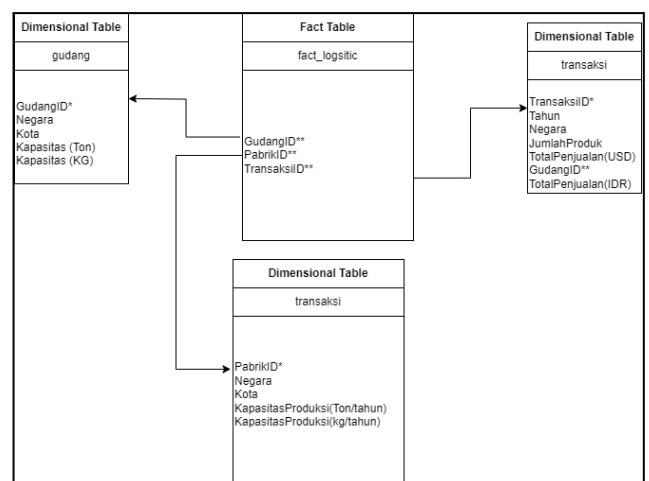 Dimensional Table
gudang
GudangID*
Negara
Kota
Kapasitas (Ton)
Kapasitas (KG)
Fact Table
fact_logsitic
GudangID**
PabrikID**
TransaksiID**
Dimensional Table
transaksi
TransaksiID*
Tahun
Negara
JumlahProduk
TotalPenjualan(USD)
GudangID**
TotalPenjualan(IDR)
Dimensional Table
transaksi
PabrikID*
Negara
Kota
KapasitasProduksi(Ton/tahun)
KapasitasProduksi(kg/tahun)